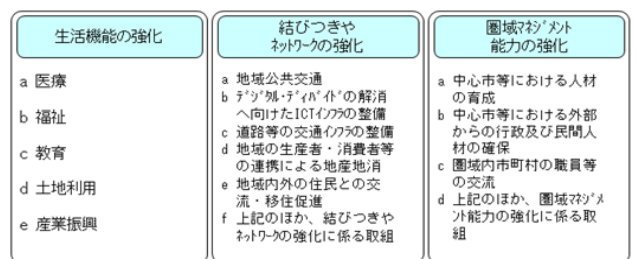 生活機能の強化
a 医療
b 福祉
c 教育
d 土地利用
e 産業振興
結びつきや
ﾈｯﾄﾜｰｸの強化
a 地域公共交通
b ﾃﾞｼﾞﾀﾙ･ﾃﾞｨﾊﾞｲﾄﾞの解消
へ向けたICTｲﾝﾌﾗの整備
c 道路等の交通ｲﾝﾌﾗの整備
d 地域の生産者・消費者等
の連携による地産地消
e 地域内外の住民との交
流・移住促進
f 上記のほか、結びつきや
ﾈｯﾄﾜｰｸの強化に係る取組
圏域ﾏﾈｼﾞﾒﾝﾄ
能力の強化
a 中心市等における人材
の育成
b 中心市等における外部
からの行政及び民間人
材の確保
c 圏域内市町村の職員等
の交流
d 上記のほか、圏域ﾏﾈｼﾞﾒ
ﾝﾄ能力の強化に係る取
組